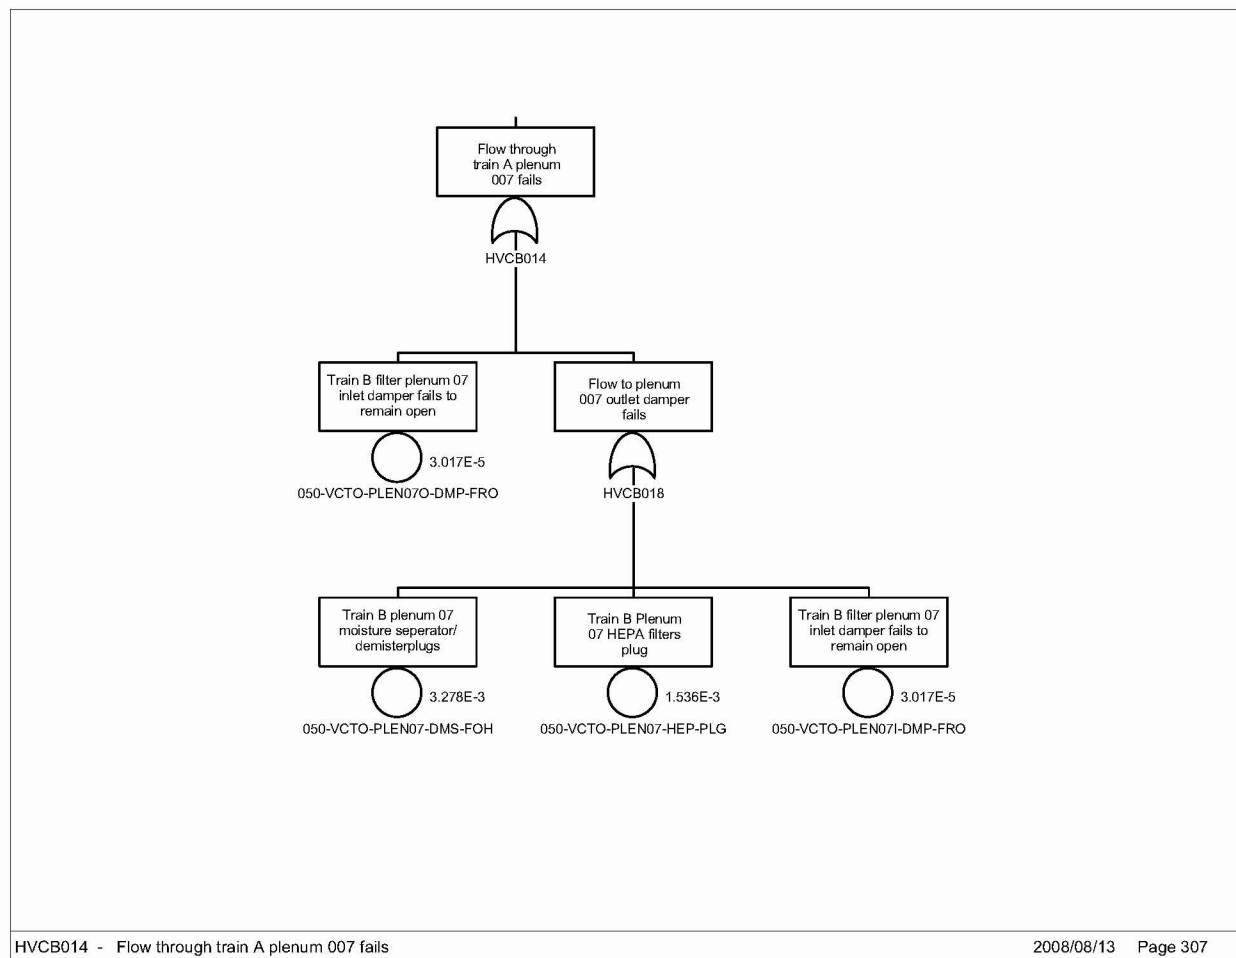 Flow through
train A plenum
007 fails
HVCB014
Train B filter plenum 07
inlet damper fails to
remain open
3.017E-5
050-VCTO-PLEN07O-DMP-FRO
Flow to plenum
007 outlet damper
fails
HVCB018
Train B plenum 07
moisture seperator/
demisterplugs
3.278E-3
050-VCTO-PLEN07-DMS-FOH
Train B Plenum
07 HEPA filters
plug
1.536E-3
050-VCTO-PLEN07-HEP-PLG
Train B filter plenum 07
inlet damper fails to
remain open
3.017E-5
050-VCTO-PLEN07I-DMP-FRO
HVCB014 - Flow through train A plenum 007 fails
2008/08/13 Page 307